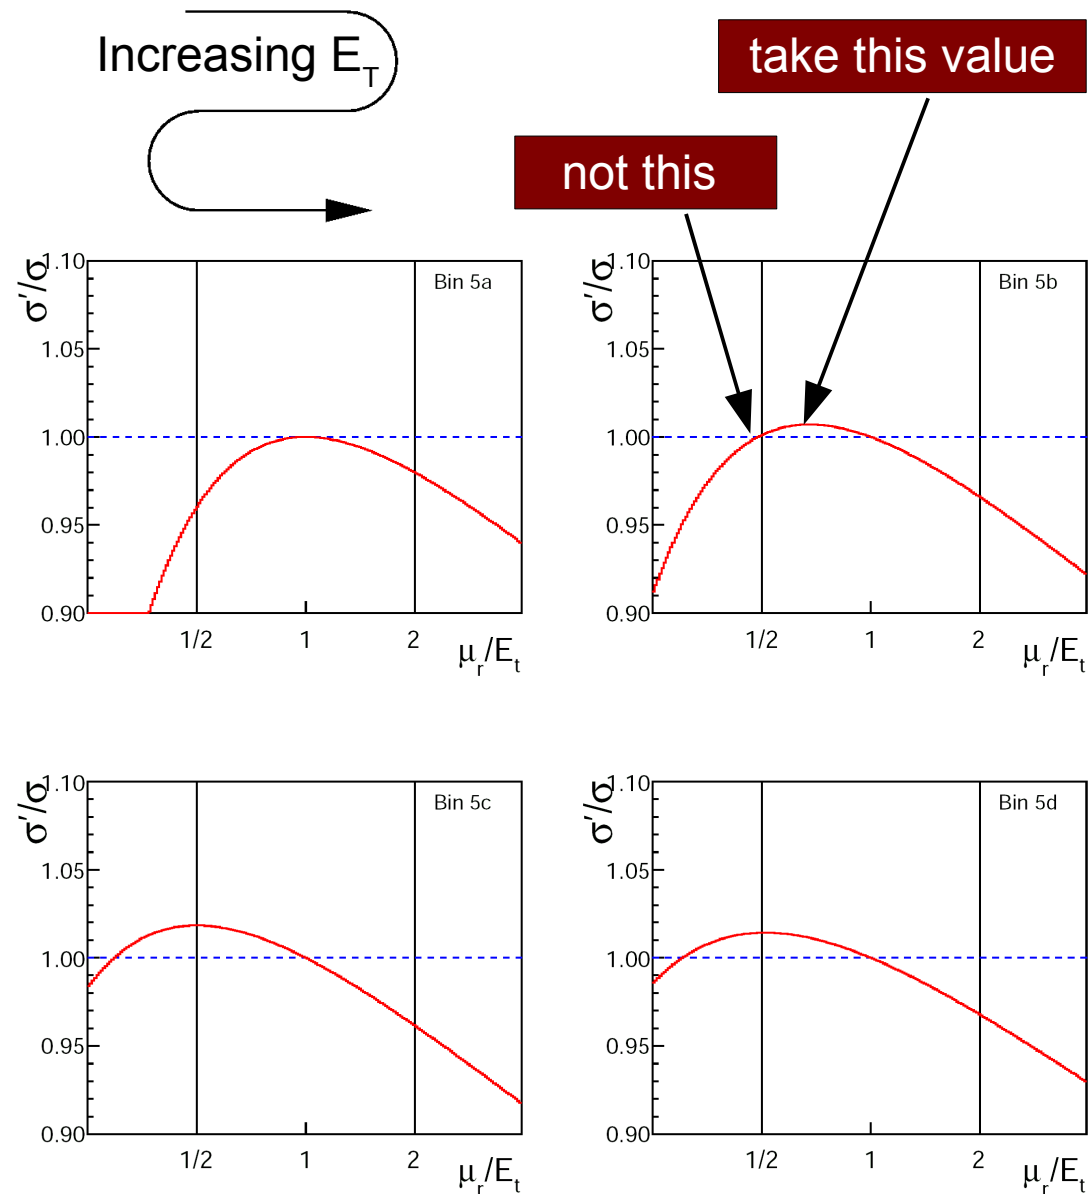 Increasing E_T
take this value
not this
σ'/σ
1.10
1.05
1.00
0.95
0.90
Bin 5a
1/2
1
2
μ_r/E_t
σ'/σ
1.10
1.05
1.00
0.95
0.90
Bin 5b
1/2
1
2
μ_r/E_t
σ'/σ
1.10
1.05
1.00
0.95
0.90
Bin 5c
1/2
1
2
μ_r/E_t
σ'/σ
1.10
1.05
1.00
0.95
0.90
Bin 5d
1/2
1
2
μ_r/E_t